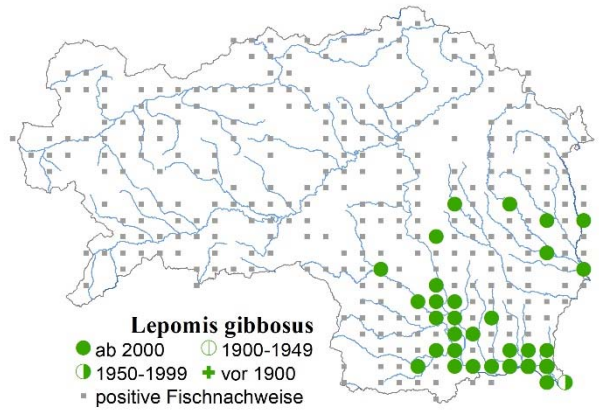 Lepomis gibbosus
ab 2000 1900-1949
1950-1999 vor 1900
positive Fischnachweise